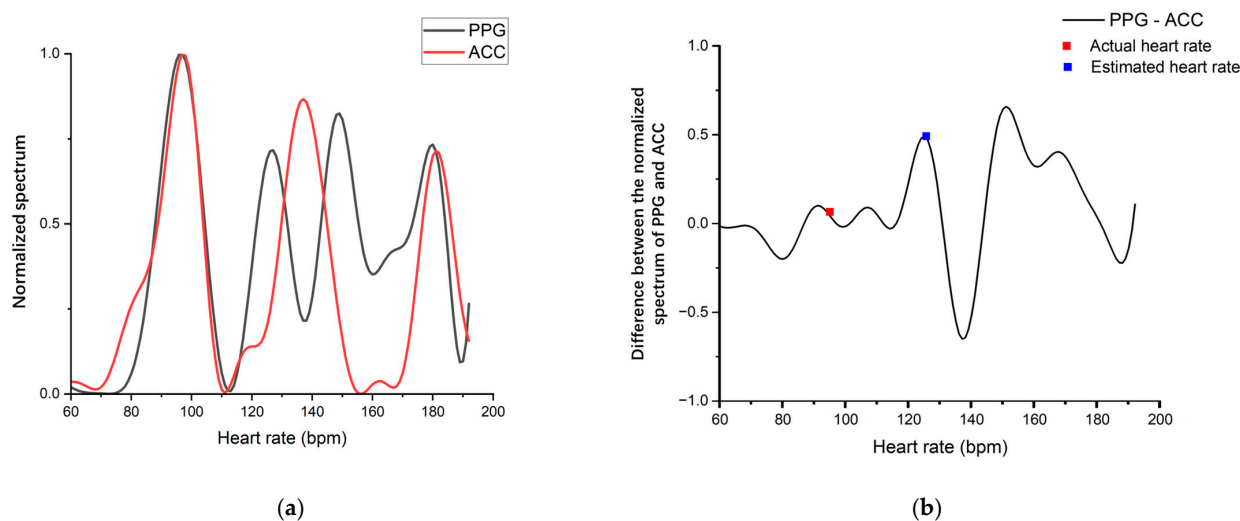 PPG
ACC
1.0
0.5
0.0
Normalized spectrum
60
80
100
120
140
160
180
200
Heart rate (bpm)
(a)
PPG - ACC
Actual heart rate
Estimated heart rate
1.0
0.5
0.0
−0.5
−1.0
Difference between the normalized
spectrum of PPG and ACC
60
80
100
120
140
160
180
200
Heart rate (bpm)
(b)